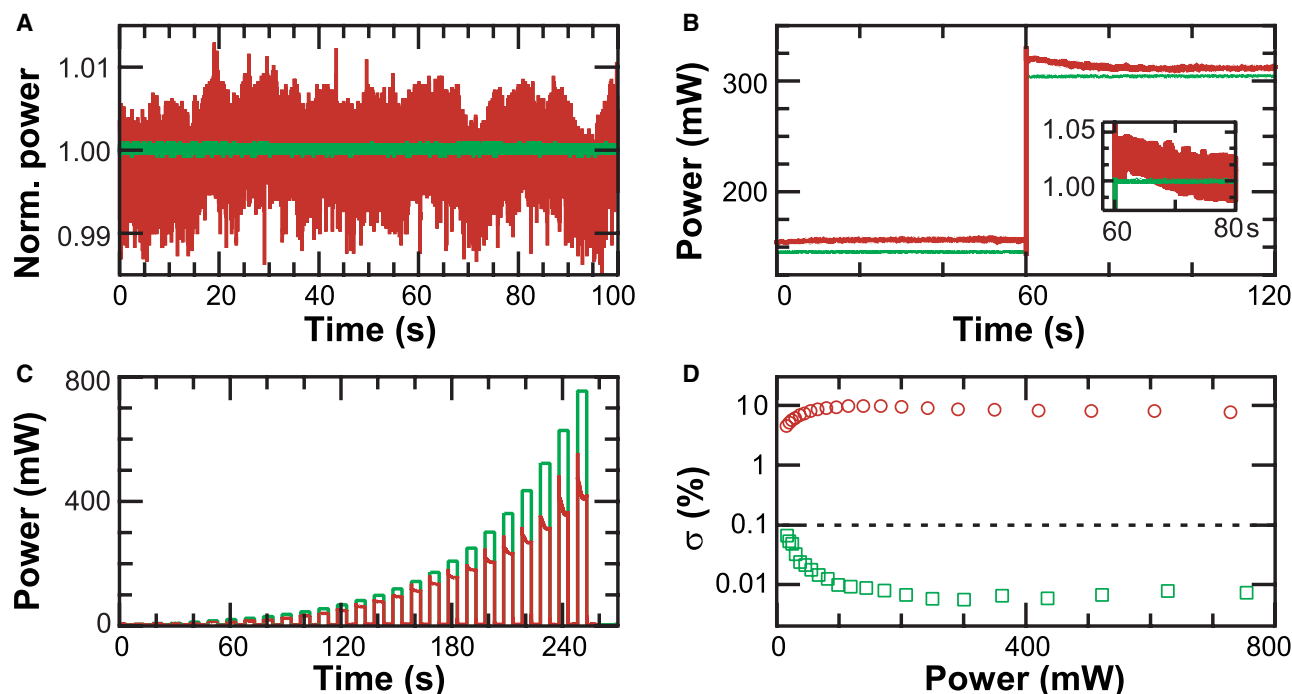 A
Norm. power
1.01
1.00
0.99
0 20 40 60 80 100
Time (s)
B
Power (mW)
300
200
0 60 120
Time (s)
1.05
1.00
60 80 s
C
Power (mW)
800
400
0
0 60 120 180 240
Time (s)
D
σ (%)
10
1
0.1
0.01
0 400 800
Power (mW)